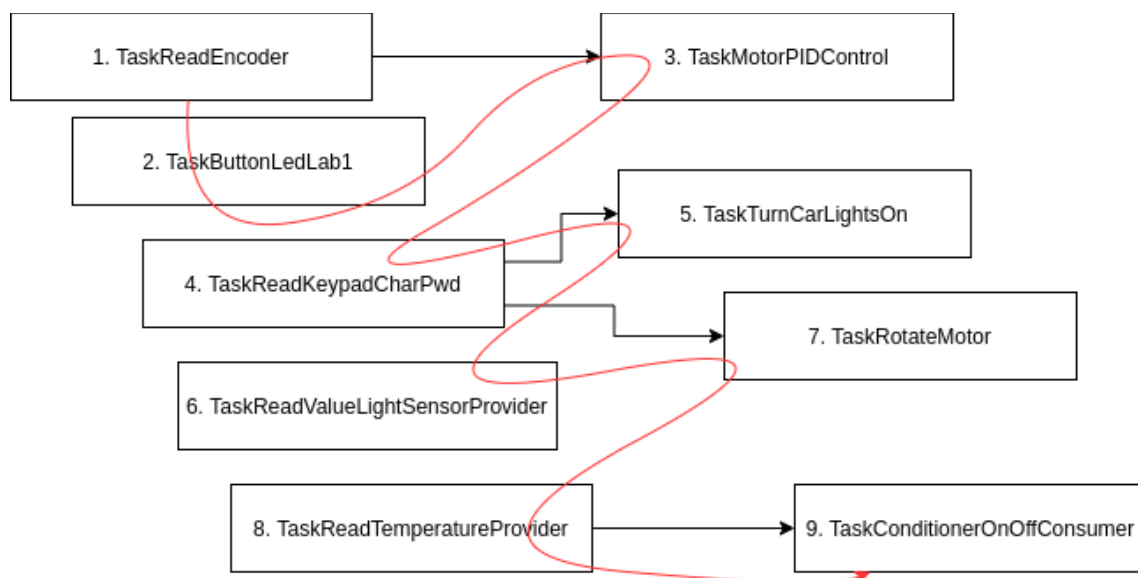 1. TaskReadEncoder
3. TaskMotorPIDControl
2. TaskButtonLedLab1
5. TaskTurnCarLightsOn
4. TaskReadKeypadCharPwd
7. TaskRotateMotor
6. TaskReadValueLightSensorProvider
8. TaskReadTemperatureProvider
9. TaskConditionerOnOffConsumer